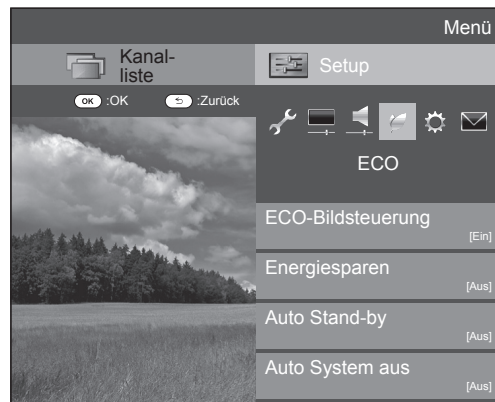 Menü
Kanal-
liste
Setup
OK :OK :Zurück
ECO
ECO-Bildsteuerung
[Ein]
Energiesparen
[Aus]
Auto Stand-by
[Aus]
Auto System aus
[Aus]